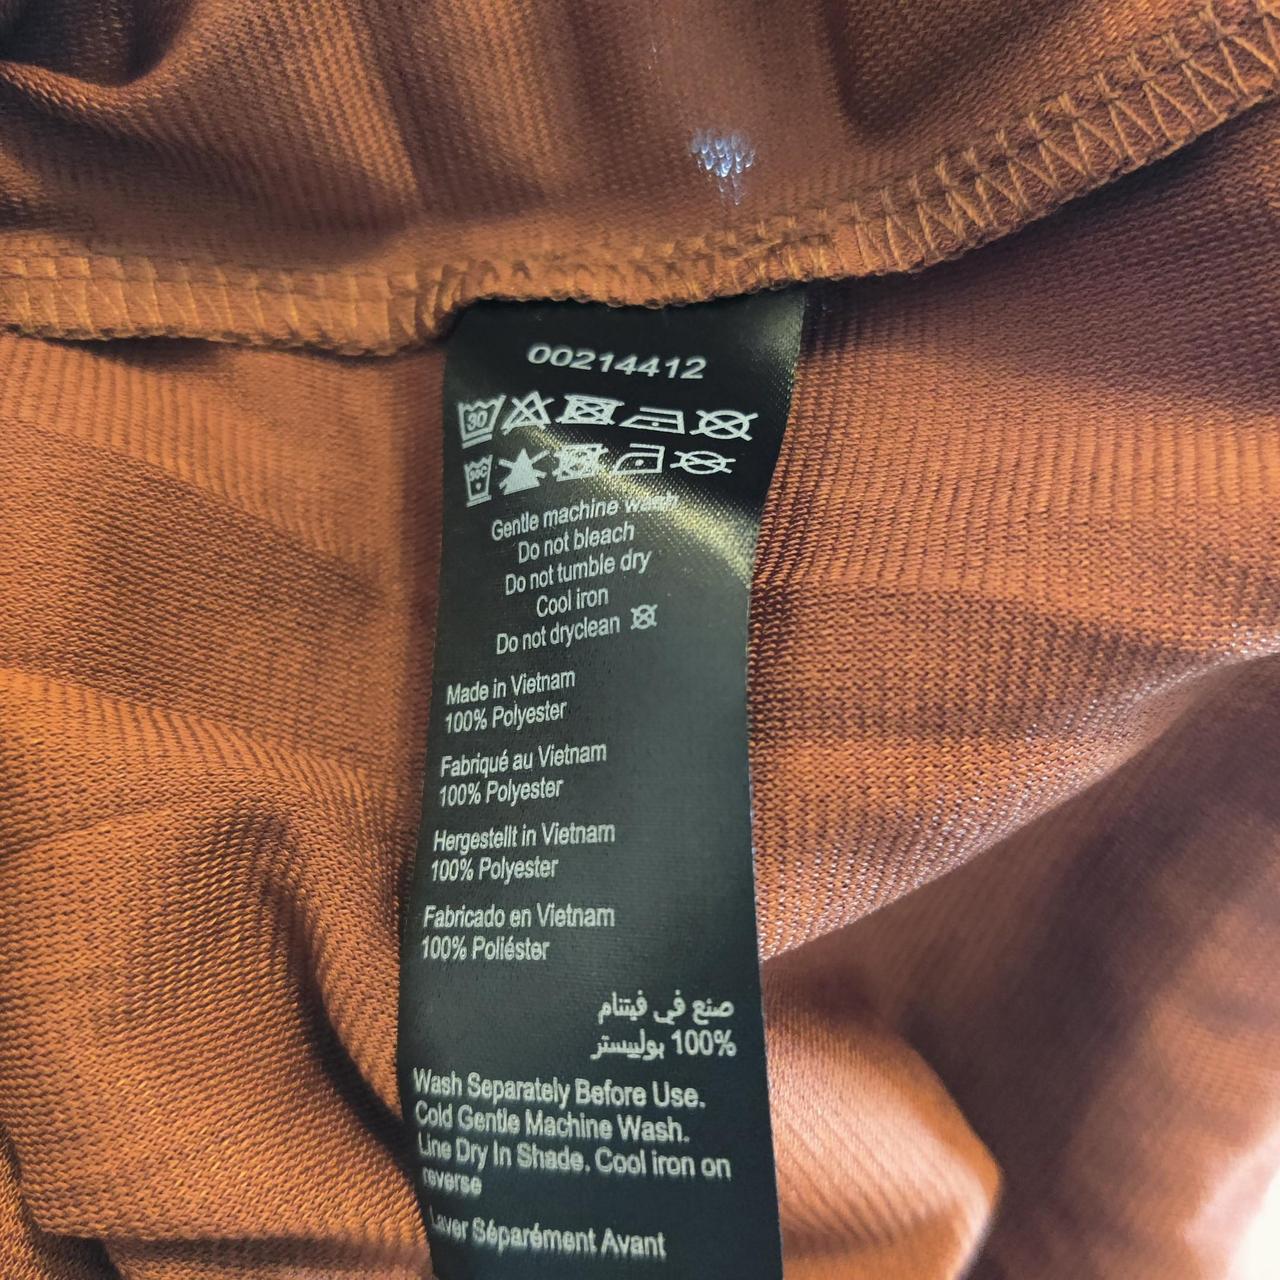 00214412
30
30C
Gentle machine wash
Do not bleach
Do not tumble dry
Cool iron
Do not dryclean
Made in Vietnam
100% Polyester
Fabriqué au Vietnam
100% Polyester
Hergestellt in Vietnam
100% Polyester
Fabricado en Vietnam
100% Poliéster
صنع في فيتنام
100% بوليستر
Wash Separately Before Use.
Cold Gentle Machine Wash.
Line Dry In Shade. Cool iron on
reverse
Laver Séparément Avant